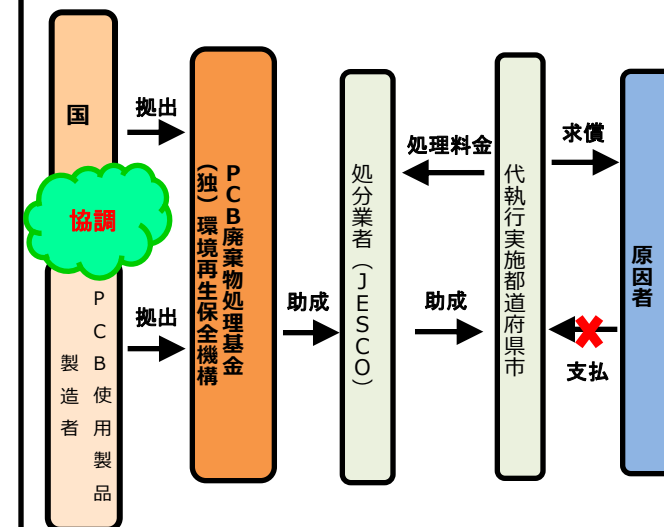 国
拠出
協調
PCB使用製品
製造者
拠出
PCB廃棄物処理基金
(独)環境再生保全機構
助成
処分業者(JESCO)
処理料金
助成
代執行実施都道府県市
求償
支払
原因者